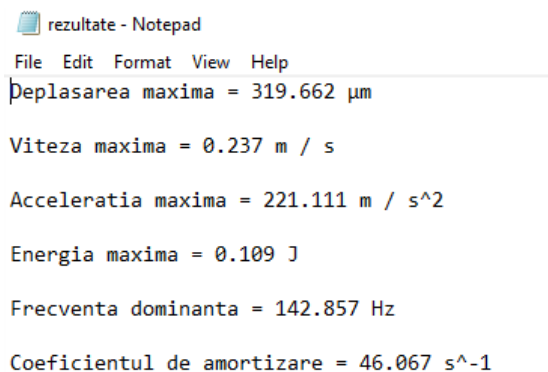 rezultate - Notepad
File Edit Format View Help
Deplasarea maxima = 319.662 μm
Viteza maxima = 0.237 m / s
Acceleratia maxima = 221.111 m / s^2
Energia maxima = 0.109 J
Frecventa dominanta = 142.857 Hz
Coeficientul de amortizare = 46.067 s^-1